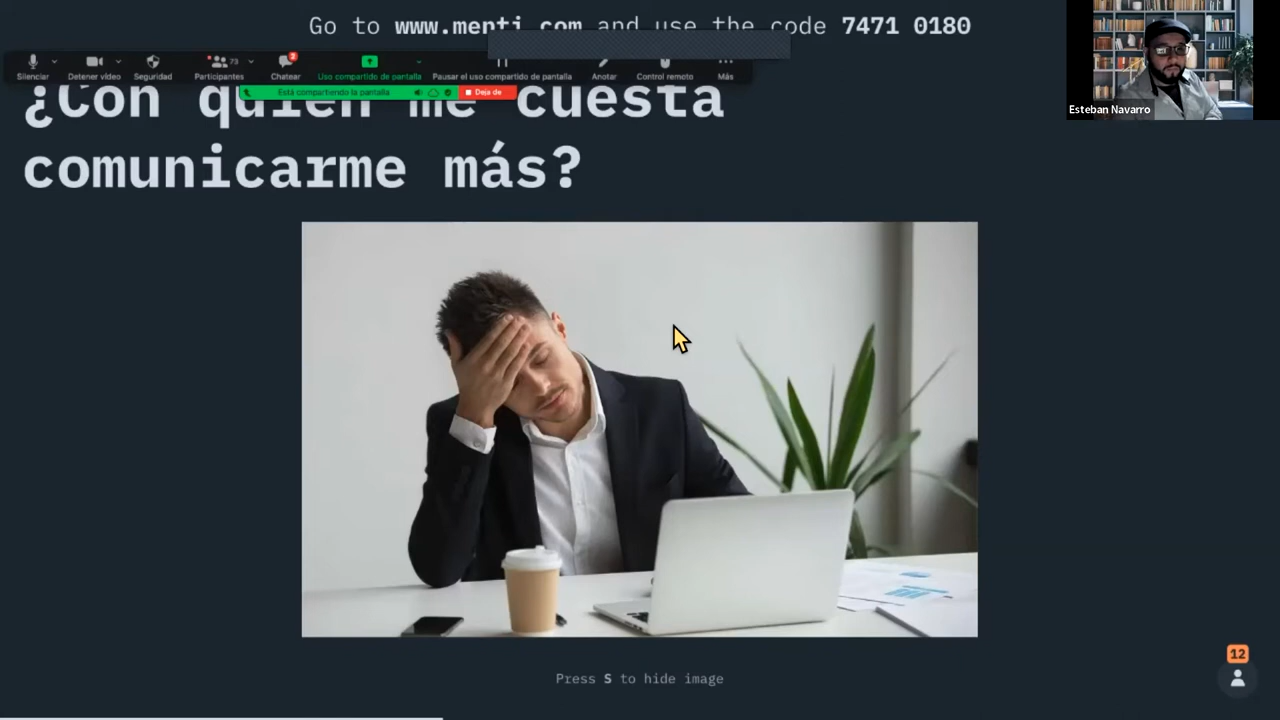 Go to www.menti.com and use the code 7471 0180
Silenciar
Detener vídeo
Seguridad
73
Participantes
3
Chatear
Uso compartido de pantalla
Pausar el uso compartido de pantalla
Anotar
Control remoto
Más
Está compartiendo la pantalla
Deja de
¿Con quién me cuesta
comunicarme más?
Esteban Navarro
Press S to hide image
12